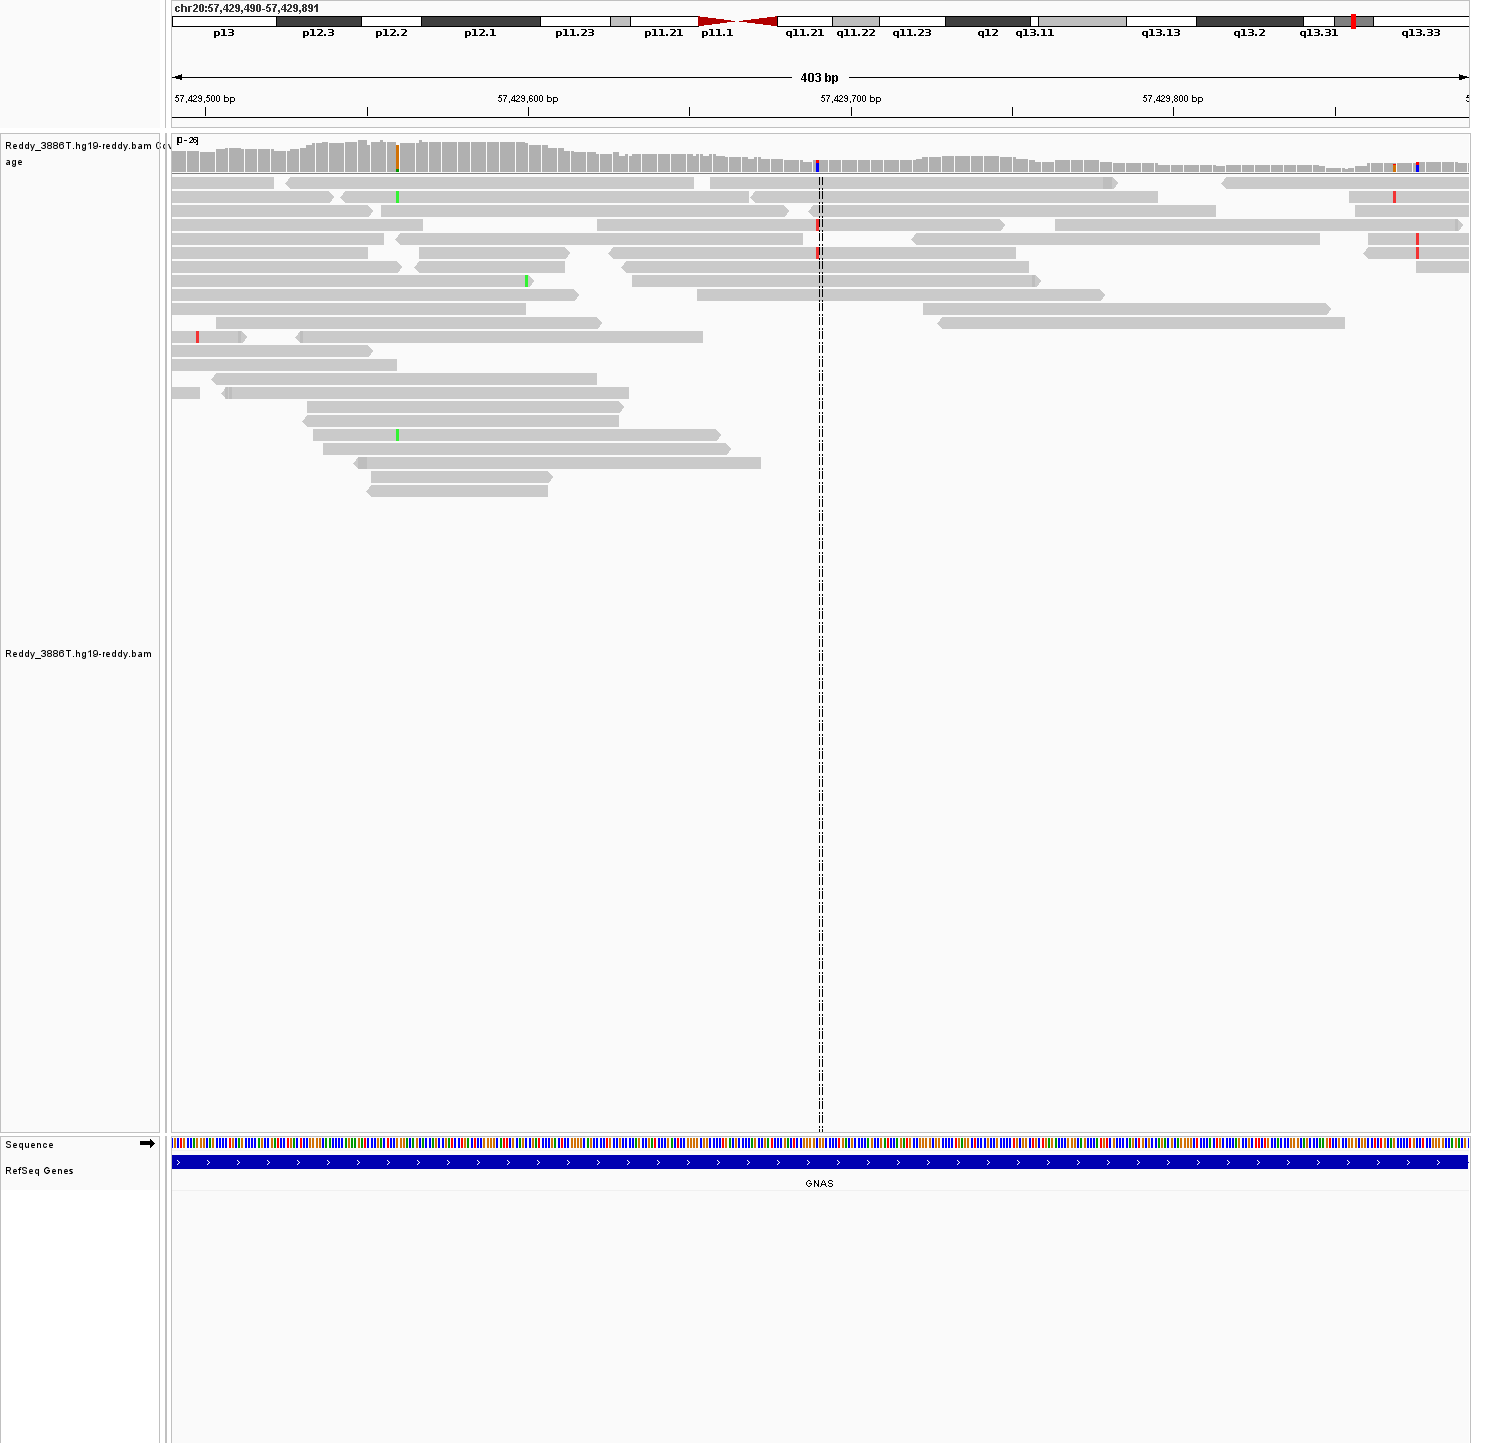 chr20:57,429,490-57,429,891
p13 p12.3 p12.2 p12.1 p11.23 p11.21 p11.1 q11.21 q11.22 q11.23 q12 q13.11 q13.13 q13.2 q13.31 q13.33
403 bp
57,429,500 bp 57,429,600 bp 57,429,700 bp 57,429,800 bp 5
[0-26]
Reddy_3886T.hg19-reddy.bam Cov
age
Reddy_3886T.hg19-reddy.bam
Sequence
RefSeq Genes
GNAS